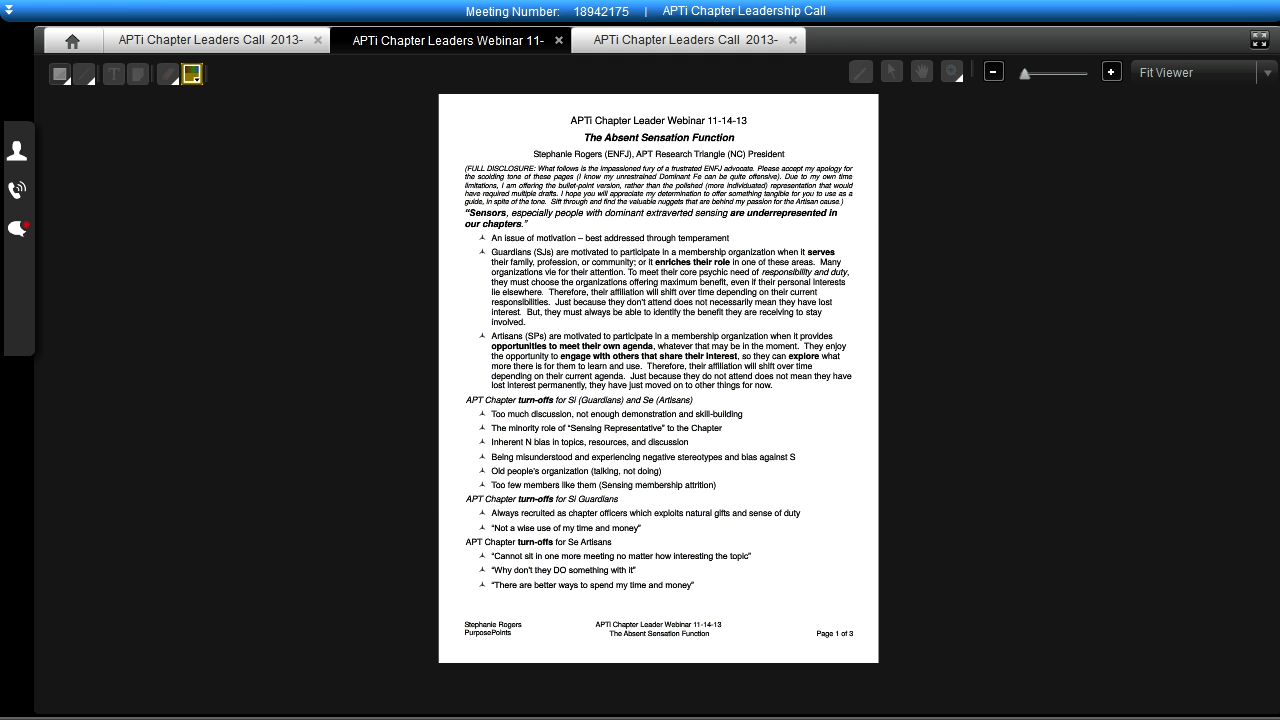 Meeting Number: 18942175 | APTi Chapter Leadership Call
APTi Chapter Leaders Call 2013-
APTi Chapter Leaders Webinar 11-
APTi Chapter Leaders Call 2013-
T
Fit Viewer
APTi Chapter Leader Webinar 11-14-13
The Absent Sensation Function
Stephanie Rogers (ENFJ), APT Research Triangle (NC) President
(FULL DISCLOSURE: What follows is the impassioned fury of a frustrated ENFJ advocate. Please accept my apology for
the scolding tone of these pages (I know my unrestrained Dominant Fe can be quite offensive). Due to my own time
limitations, I am offering the bullet-point version, rather than the polished (more individuated) representation that would
have required multiple drafts. I hope you will appreciate my determination to offer something tangible for you to use as a
guide, in spite of the tone. Sift through and find the valuable nuggets that are behind my passion for the Artisan cause.)
"Sensors, especially people with dominant extraverted sensing are underrepresented in
our chapters."
An issue of motivation – best addressed through temperament
Guardians (SJs) are motivated to participate in a membership organization when it serves
their family, profession, or community; or it enriches their role in one of these areas. Many
organizations vie for their attention. To meet their core psychic need of responsibility and duty,
they must choose the organizations offering maximum benefit, even if their personal interests
lie elsewhere. Therefore, their affiliation will shift over time depending on their current
responsibilities. Just because they don't attend does not necessarily mean they have lost
interest. But, they must always be able to identify the benefit they are receiving to stay
involved.
Artisans (SPs) are motivated to participate in a membership organization when it provides
opportunities to meet their own agenda, whatever that may be in the moment. They enjoy
the opportunity to engage with others that share their interest, so they can explore what
more there is for them to learn and use. Therefore, their affiliation will shift over time
depending on their current agenda. Just because they do not attend does not mean they have
lost interest permanently, they have just moved on to other things for now.
APT Chapter turn-offs for Si (Guardians) and Se (Artisans)
Too much discussion, not enough demonstration and skill-building
The minority role of "Sensing Representative" to the Chapter
Inherent N bias in topics, resources, and discussion
Being misunderstood and experiencing negative stereotypes and bias against S
Old people's organization (talking, not doing)
Too few members like them (Sensing membership attrition)
APT Chapter turn-offs for Si Guardians
Always recruited as chapter officers which exploits natural gifts and sense of duty
"Not a wise use of my time and money"
APT Chapter turn-offs for Se Artisans
"Cannot sit in one more meeting no matter how interesting the topic"
"Why don't they DO something with it"
"There are better ways to spend my time and money"
Stephanie Rogers
PurposePoints
APTi Chapter Leader Webinar 11-14-13
The Absent Sensation Function
Page 1 of 3